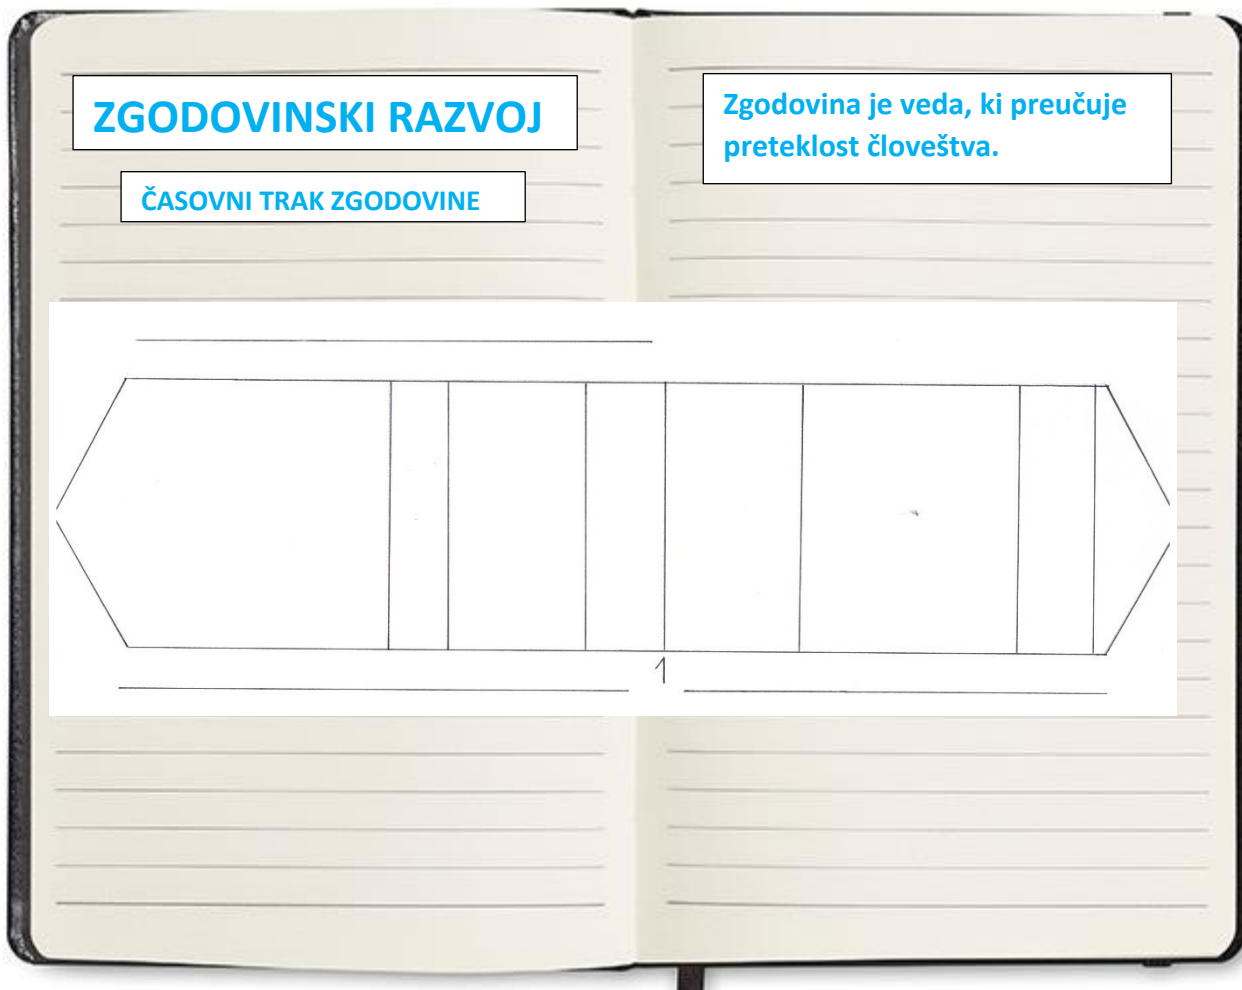 ZGODOVINSKI RAZVOJ
ČASOVNI TRAK ZGODOVINE
Zgodovina je veda, ki preučuje
preteklost človeštva.
1